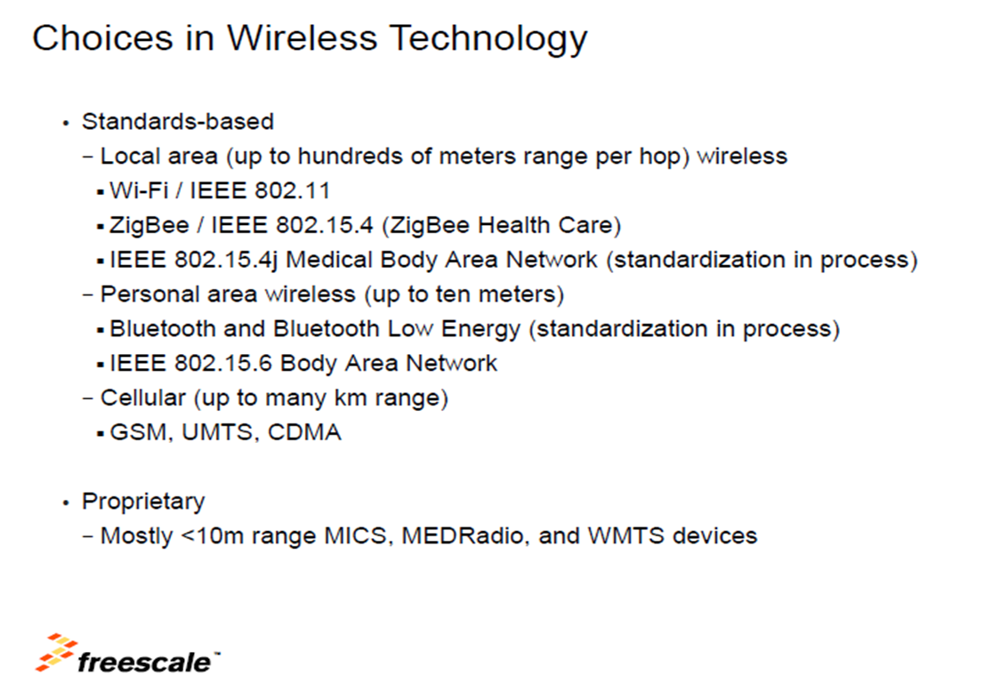 Choices in Wireless Technology
• Standards-based
– Local area (up to hundreds of meters range per hop) wireless
▪ Wi-Fi / IEEE 802.11
▪ ZigBee / IEEE 802.15.4 (ZigBee Health Care)
▪ IEEE 802.15.4j Medical Body Area Network (standardization in process)
– Personal area wireless (up to ten meters)
▪ Bluetooth and Bluetooth Low Energy (standardization in process)
▪ IEEE 802.15.6 Body Area Network
– Cellular (up to many km range)
▪ GSM, UMTS, CDMA
• Proprietary
– Mostly <10m range MICS, MEDRadio, and WMTS devices
freescale™